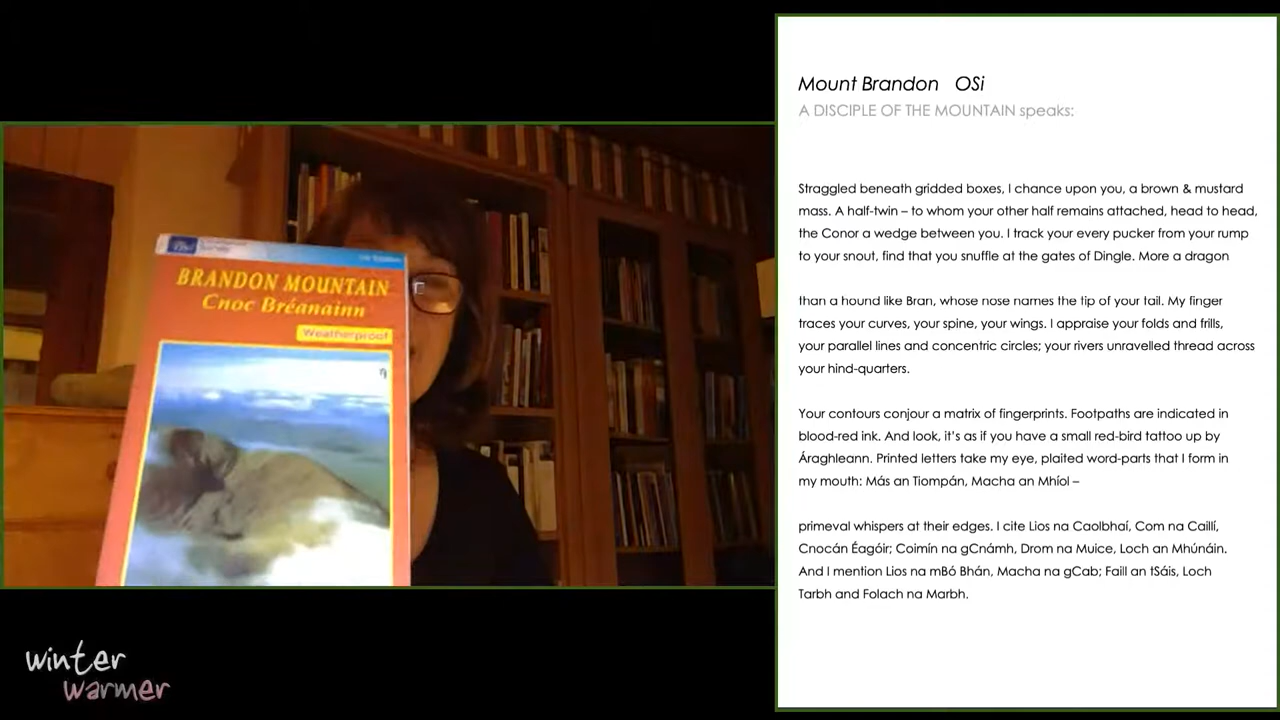 BRANDON MOUNTAIN
Cnoc Bréanainn
Weatherproof
winter
warmer
Mount Brandon OSi
A DISCIPLE OF THE MOUNTAIN speaks:
Straggled beneath gridded boxes, I chance upon you, a brown & mustard
mass. A half-twin – to whom your other half remains attached, head to head,
the Conor a wedge between you. I track your every pucker from your rump
to your snout, find that you snuffle at the gates of Dingle. More a dragon
than a hound like Bran, whose nose names the tip of your tail. My finger
traces your curves, your spine, your wings. I appraise your folds and frills,
your parallel lines and concentric circles; your rivers unravelled thread across
your hind-quarters.
Your contours conjour a matrix of fingerprints. Footpaths are indicated in
blood-red ink. And look, it's as if you have a small red-bird tattoo up by
Áraghleann. Printed letters take my eye, plaited word-parts that I form in
my mouth: Más an Tiompán, Macha an Mhíol –
primeval whispers at their edges. I cite Lios na Caolbhaí, Com na Caillí,
Cnocán Éagóir; Coimín na gCnámh, Drom na Muice, Loch an Mhúnáin.
And I mention Lios na mBó Bhán, Macha na gCab; Faill an tSáis, Loch
Tarbh and Folach na Marbh.